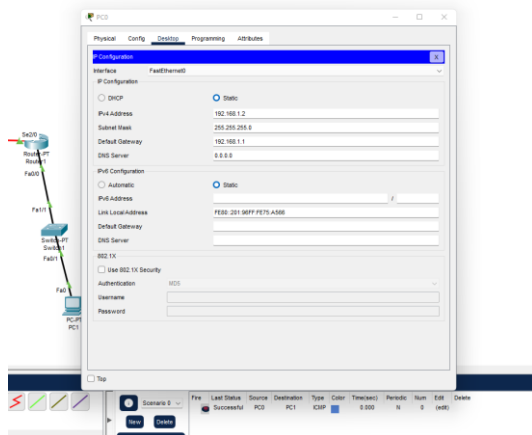 PC0
Physical Config Desktop Programming Attributes
IP Configuration X
Interface FastEthernet0
IP Configuration
DHCP Static
IPv4 Address 192.168.1.2
Subnet Mask 255.255.255.0
Default Gateway 192.168.1.1
DNS Server 0.0.0.0
IPv6 Configuration
Automatic Static
IPv6 Address /
Link Local Address FE80::201:96FF:FE75:A566
Default Gateway
DNS Server
802.1X
Use 802.1X Security
Authentication MD5
Username
Password
Top
Se2/0
Router-PT
Router1
Fa0/0
Fa1/1
Switch-PT
Switch1
Fa0/1
Fa0
PC-PT
PC1
Scenario 0
New Delete
Fire Last Status Source Destination Type Color Time(sec) Periodic Num Edit Delete
Successful PC0 PC1 ICMP 0.000 N 0 (edit)